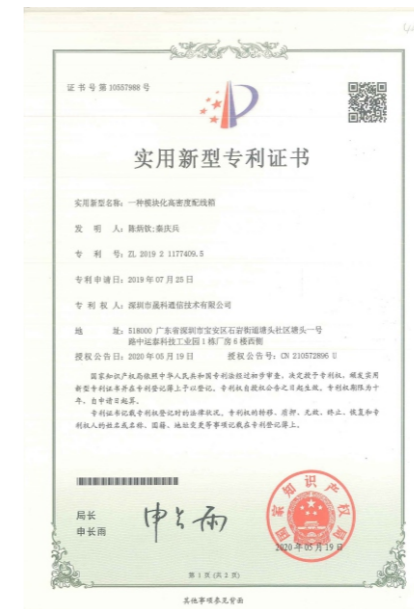 证书号第10557988号
实用新型专利证书
实用新型名称：一种模块化高密度配线箱
发 明 人：陈炳钦;秦庆兵
专 利 号：ZL 2019 2 1177409.5
专利申请日：2019年07月25日
专 利 权 人：深圳市晟科通信技术有限公司
地 址：518000 广东省深圳市宝安区石岩街道塘头社区塘头一号
路中运泰科技工业园1栋厂房6楼西侧
授权公告日：2020年05月19日 授权公告号：CN 210572896 U
国家知识产权局依照中华人民共和国专利法经过初步审查，决定授予专利权，颁发实用
新型专利证书并在专利登记簿上予以登记。专利权自授权公告之日起生效。专利权期限为十
年，自申请日起算。
专利证书记载专利权登记时的法律状况。专利权的转移、质押、无效、终止、恢复和专
利权人的姓名或名称、国籍、地址变更等事项记载在专利登记簿上。
局长
申长雨
申长雨
国家知识产权局
2020年05月19日
第 1 页 (共 2 页)
其他事项参见背面